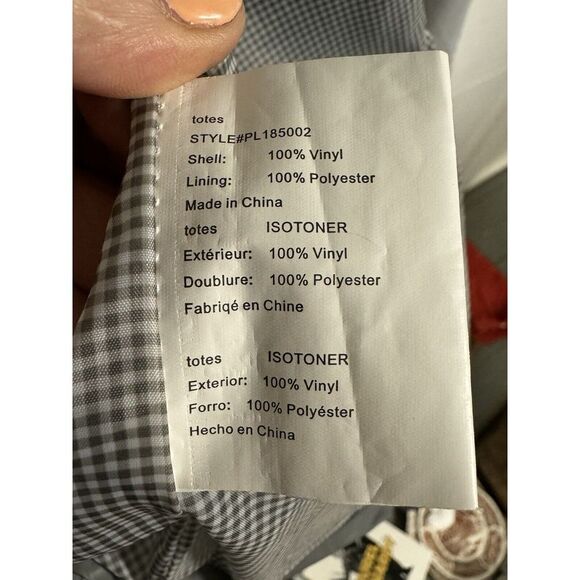 totes
STYLE#PL185002
Shell: 100% Vinyl
Lining: 100% Polyester
Made in China
totes ISOTONER
Extérieur: 100% Vinyl
Doublure: 100% Polyester
Fabriqé en Chine
totes ISOTONER
Exterior: 100% Vinyl
Forro: 100% Polyéster
Hecho en China